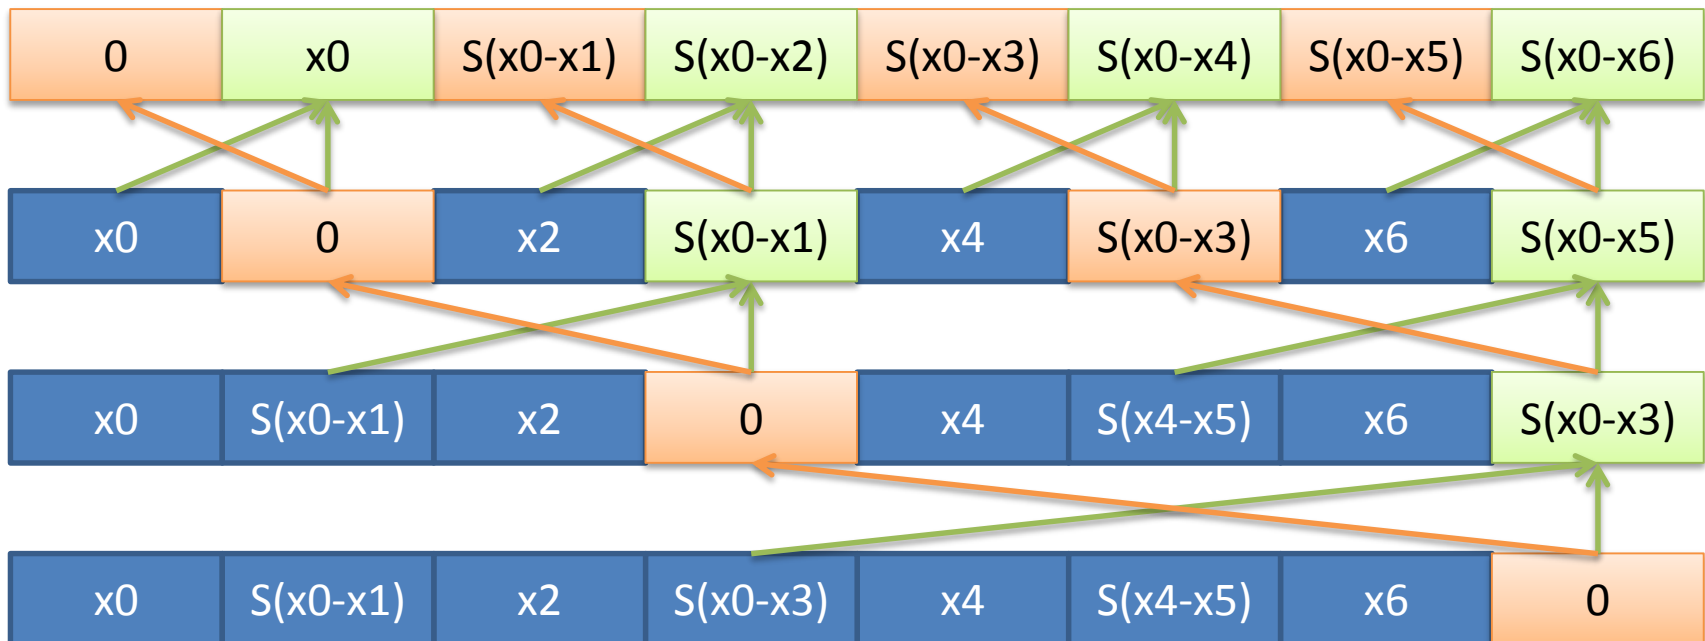 0 x0 S(x0-x1) S(x0-x2) S(x0-x3) S(x0-x4) S(x0-x5) S(x0-x6)
x0 0 x2 S(x0-x1) x4 S(x0-x3) x6 S(x0-x5)
x0 S(x0-x1) x2 0 x4 S(x4-x5) x6 S(x0-x3)
x0 S(x0-x1) x2 S(x0-x3) x4 S(x4-x5) x6 0